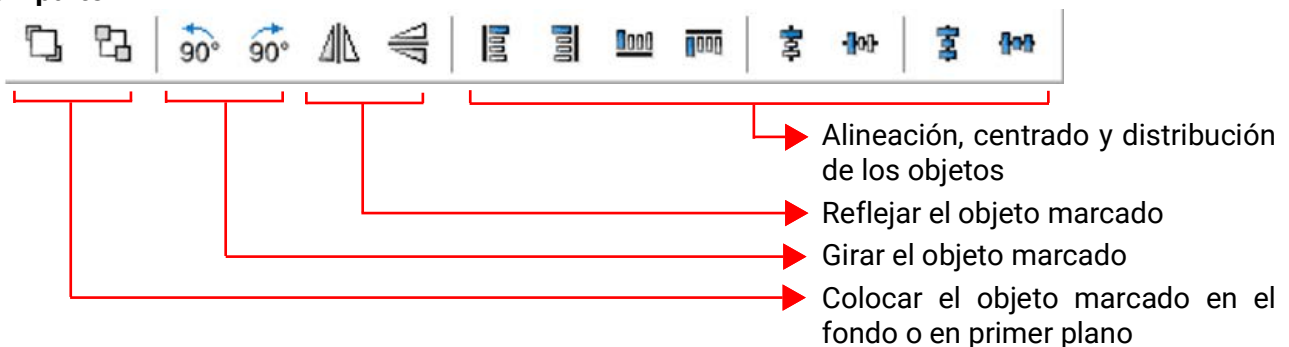 90° 90°
Alineación, centrado y distribución
de los objetos
Reflejar el objeto marcado
Girar el objeto marcado
Colocar el objeto marcado en el
fondo o en primer plano